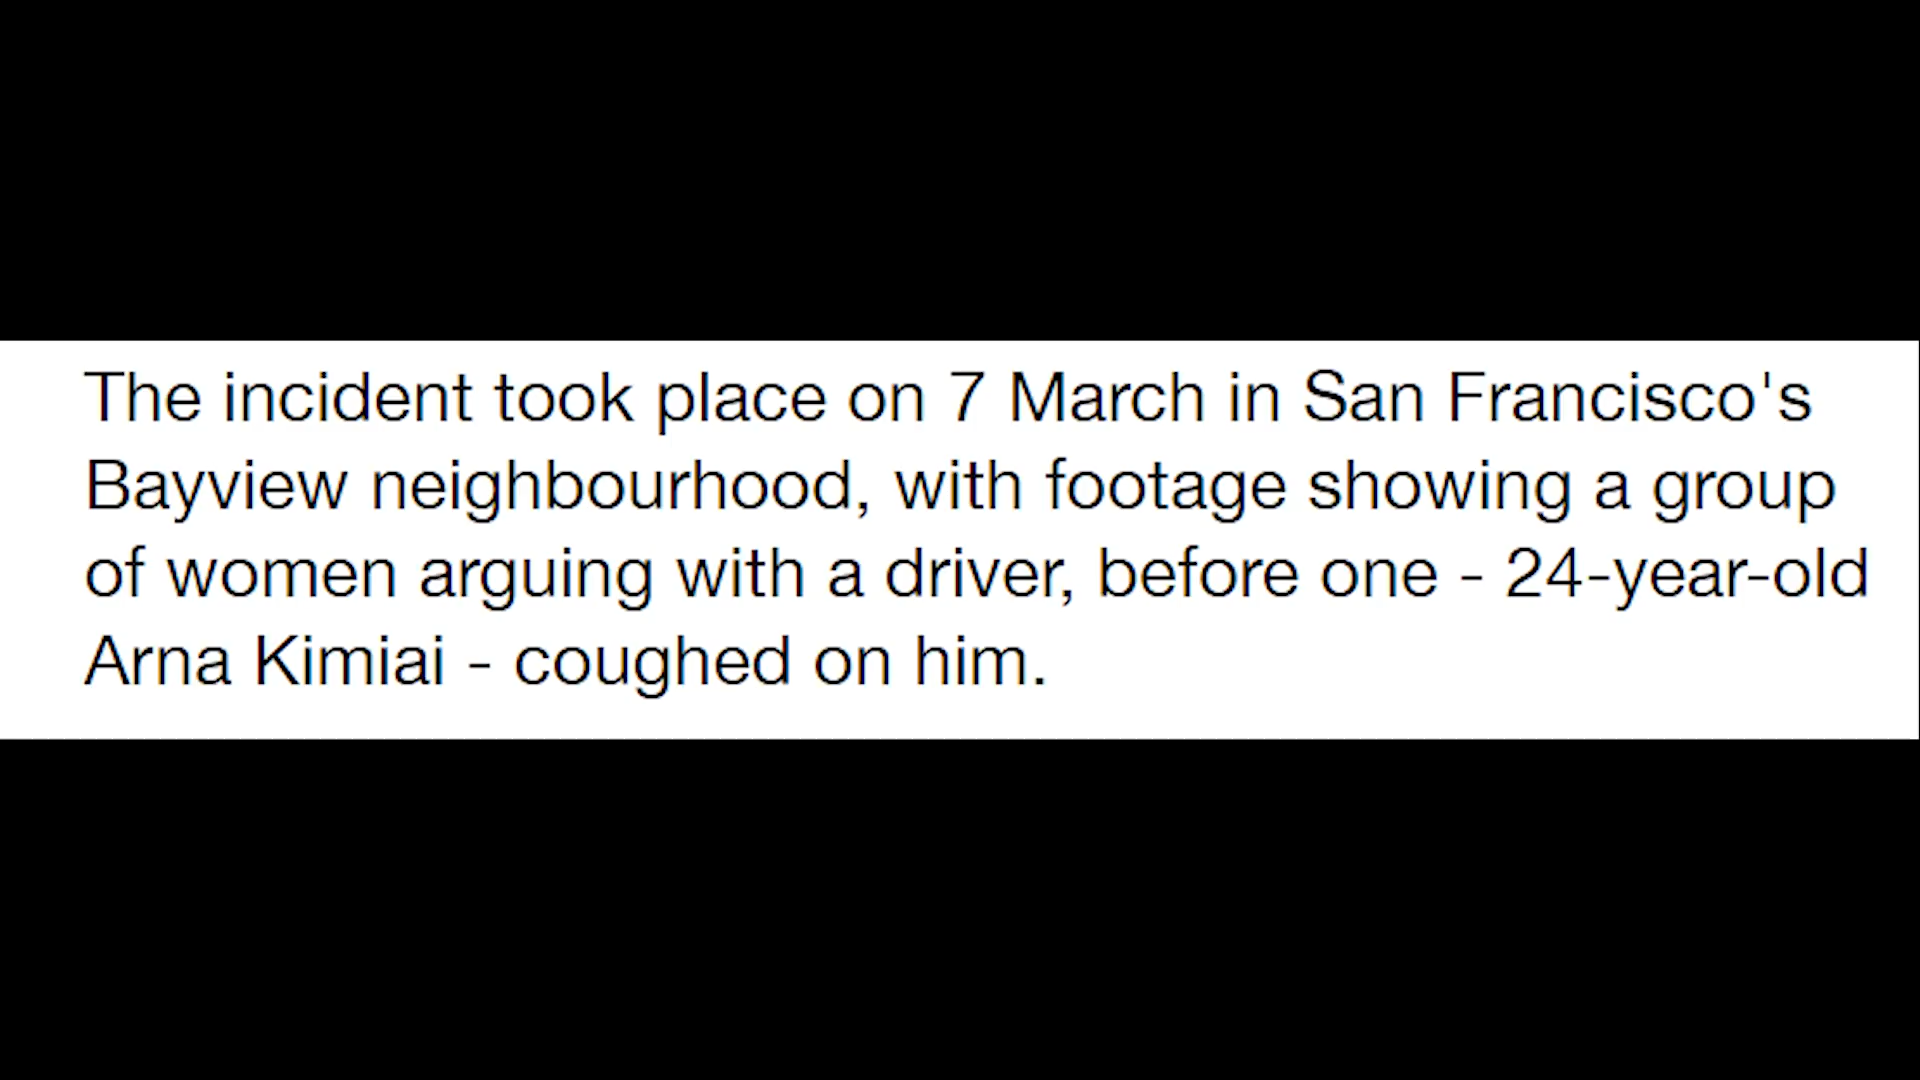 The incident took place on 7 March in San Francisco's
Bayview neighbourhood, with footage showing a group
of women arguing with a driver, before one - 24-year-old
Arna Kimiai - coughed on him.